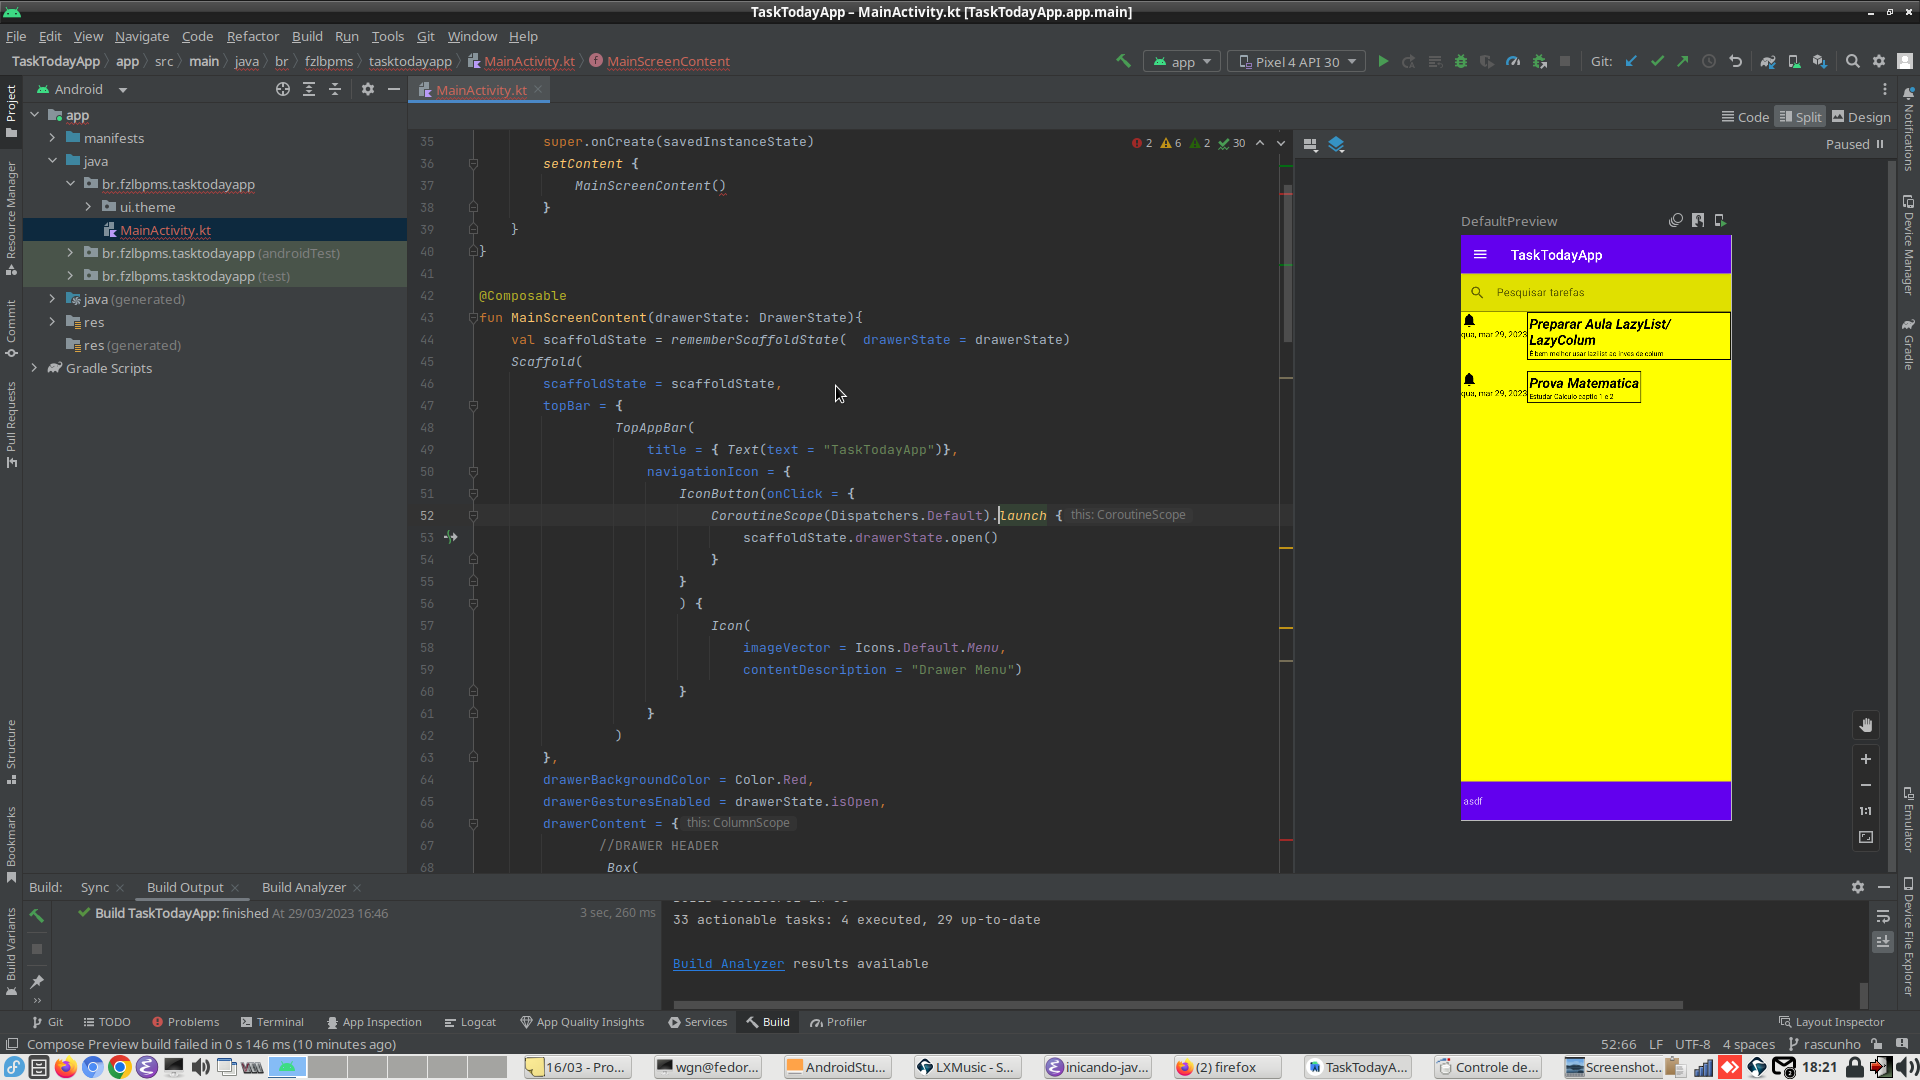 TaskTodayApp – MainActivity.kt [TaskTodayApp.app.main]
File Edit View Navigate Code Refactor Build Run Tools Git Window Help
TaskTodayApp app src main java br fzlbpms tasktodayapp MainActivity.kt MainScreenContent app Pixel 4 API 30 Git:
Project
Resource Manager
Commit
Pull Requests
Structure
Bookmarks
Build Variants
Android
app
manifests
java
br.fzlbpms.tasktodayapp
ui.theme
MainActivity.kt
br.fzlbpms.tasktodayapp (androidTest)
br.fzlbpms.tasktodayapp (test)
java (generated)
res
res (generated)
Gradle Scripts
MainActivity.kt
Code Split Design
2 6 2 30
35 super.onCreate(savedInstanceState)
36 setContent {
37 MainScreenContent()
38 }
39 }
40 }
41
42 @Composable
43 fun MainScreenContent(drawerState: DrawerState){
44 val scaffoldState = rememberScaffoldState( drawerState = drawerState)
45 Scaffold(
46 scaffoldState = scaffoldState,
47 topBar = {
48 TopAppBar(
49 title = { Text(text = "TaskTodayApp")},
50 navigationIcon = {
51 IconButton(onClick = {
52 CoroutineScope(Dispatchers.Default).launch { this: CoroutineScope
53 scaffoldState.drawerState.open()
54 }
55 }
56 ) {
57 Icon(
58 imageVector = Icons.Default.Menu,
59 contentDescription = "Drawer Menu")
60 }
61 }
62 )
63 },
64 drawerBackgroundColor = Color.Red,
65 drawerGesturesEnabled = drawerState.isOpen,
66 drawerContent = { this: ColumnScope
67 //DRAWER HEADER
68 Box(
Paused
DefaultPreview
TaskTodayApp
Pesquisar tarefas
qua, mar 29, 2023
Preparar Aula LazyList/
LazyColum
É bem melhor usar lazilist ao inves de colum
qua, mar 29, 2023
Prova Matematica
Estudar Calculo capitlo 1 e 2
asdf
1:1
Notifications
Device Manager
Gradle
Emulator
Device File Explorer
Build: Sync Build Output Build Analyzer
Build TaskTodayApp: finished At 29/03/2023 16:46 3 sec, 260 ms
33 actionable tasks: 4 executed, 29 up-to-date
Build Analyzer results available
Git TODO Problems Terminal App Inspection Logcat App Quality Insights Services Build Profiler Layout Inspector
Compose Preview build failed in 0 s 146 ms (10 minutes ago) 52:66 LF UTF-8 4 spaces rascunho
16/03 - Pro... wgn@fedor... AndroidStu... LXMusic - S... inicando-jav... (2) firefox TaskTodayA... Controle de... Screenshot... 18:21